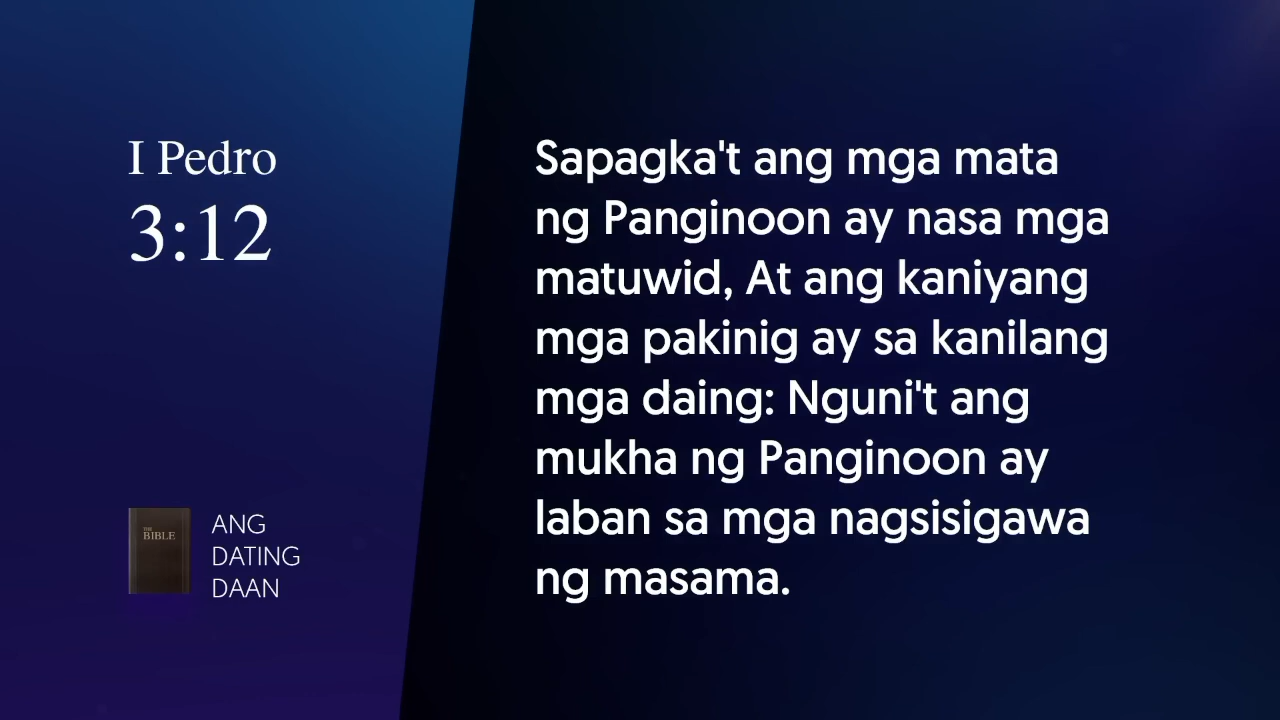 I Pedro
3:12
Sapagka't ang mga mata
ng Panginoon ay nasa mga
matuwid, At ang kaniyang
mga pakinig ay sa kanilang
mga daing: Nguni't ang
mukha ng Panginoon ay
laban sa mga nagsisigawa
ng masama.
THE
BIBLE
ANG
DATING
DAAN